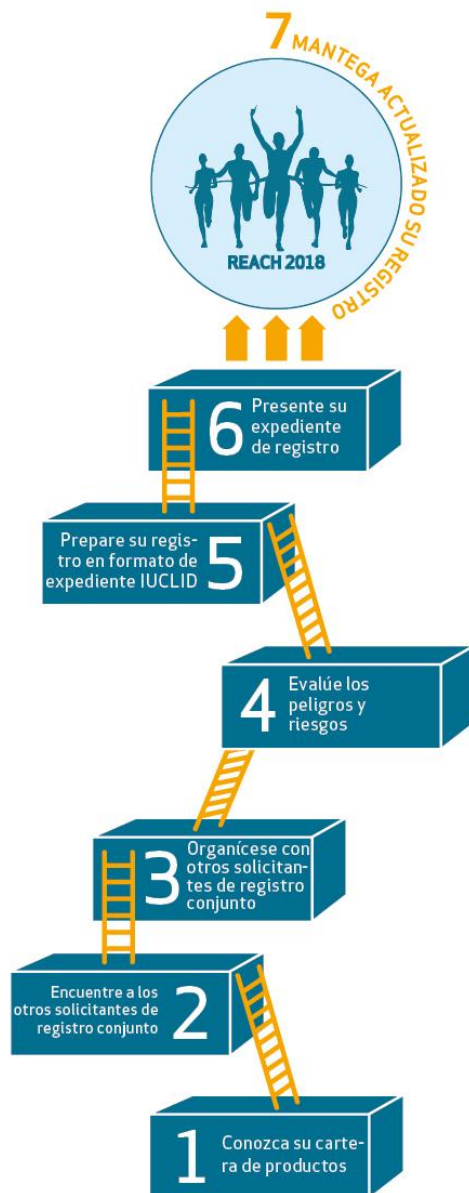 7 MANTEGA ACTUALIZADO SU REGISTRO
REACH 2018
6
Presente su
expediente
de registro
Prepare su regis-
tro en formato de
expediente IUCLID
5
4
Evalúe los
peligros y
riesgos
3
Organícese con
otros solicitan-
tes de registro
conjunto
Encuentre a los
otros solicitantes de
registro conjunto
2
1
Conozca su carte-
ra de productos